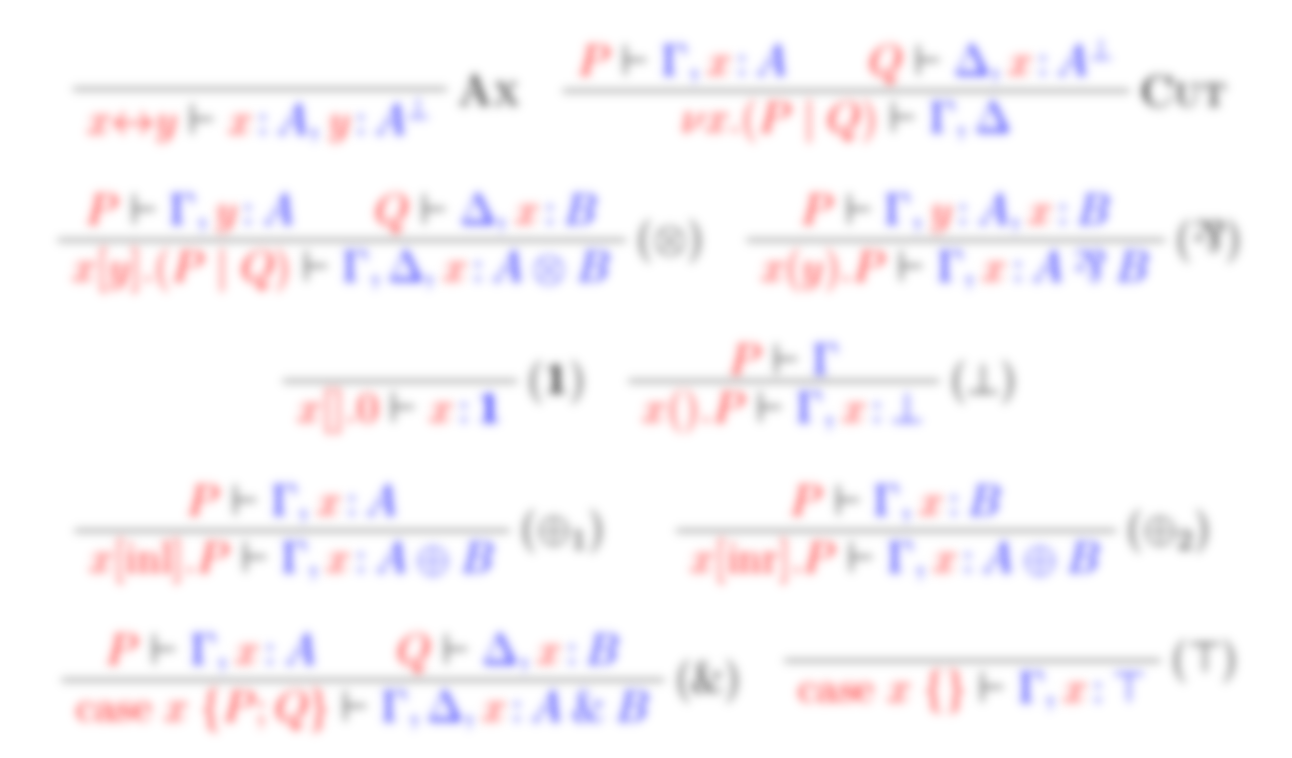 P ⊢ Γ, x : A    Q ⊢ Δ, x : A⊥
x↔y ⊢ x : A, y : A⊥    Ax    νx.(P | Q) ⊢ Γ, Δ    Cut
P ⊢ Γ, y : A    Q ⊢ Δ, x : B    P ⊢ Γ, y : A, x : B
x[y].(P | Q) ⊢ Γ, Δ, x : A ⊗ B    (⊗)    x(y).P ⊢ Γ, x : A ⅋ B    (⅋)
P ⊢ Γ
x[].0 ⊢ x : 1    (1)    x().P ⊢ Γ, x : ⊥    (⊥)
P ⊢ Γ, x : A    P ⊢ Γ, x : B
x[inl].P ⊢ Γ, x : A ⊕ B    (⊕1)    x[inr].P ⊢ Γ, x : A ⊕ B    (⊕2)
P ⊢ Γ, x : A    Q ⊢ Δ, x : B
case x {P; Q} ⊢ Γ, Δ, x : A & B    (&)    case x {} ⊢ Γ, x : ⊤    (⊤)